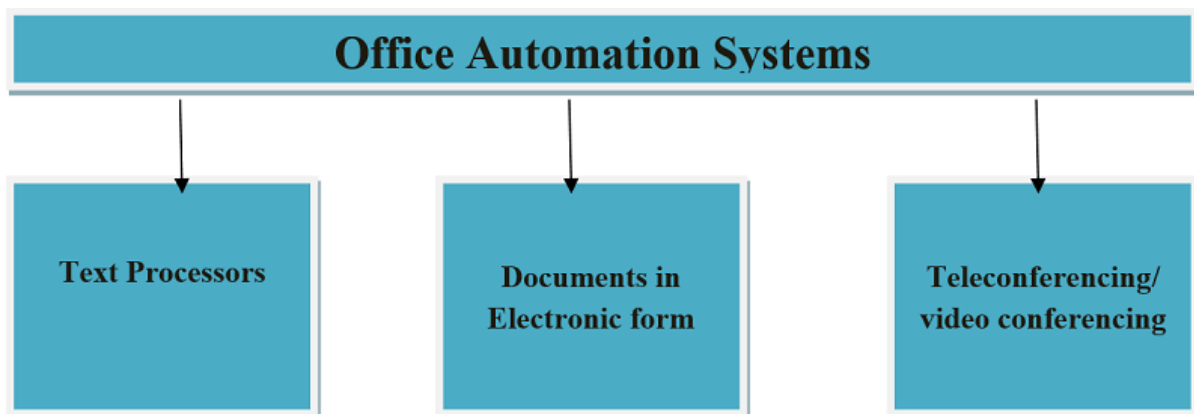 Office Automation Systems
Text Processors
Documents in
Electronic form
Teleconferencing/
video conferencing